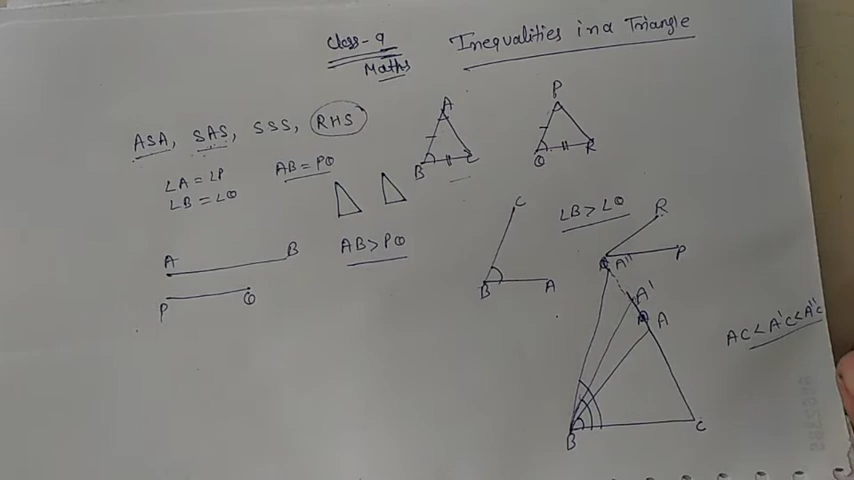 Class-9
Maths
Inequalities in a Triangle
ASA, SAS, SSS, RHS
∠A = ∠P
∠B = ∠Q
AB = PQ
A
B
C
P
Q
R
A
B
P
Q
AB > PQ
C
B
A
∠B > ∠Q
R
P
A"
A'
A
B
C
AC < A'C < A"C